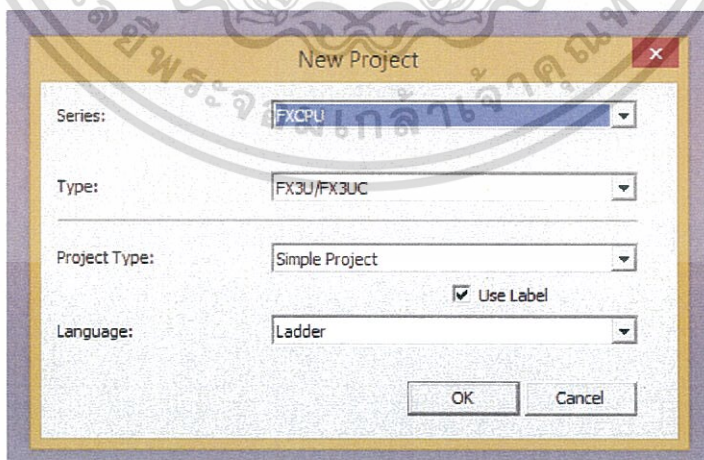 New Project
Series: FXCPU
Type: FX3U/FX3UC
Project Type: Simple Project
Use Label
Language: Ladder
OK Cancel